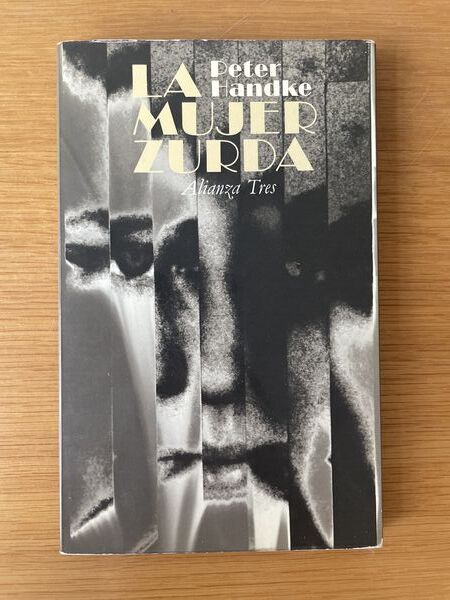 LA
Peter
Handke
MUJER
ZURDA
Alianza Tres